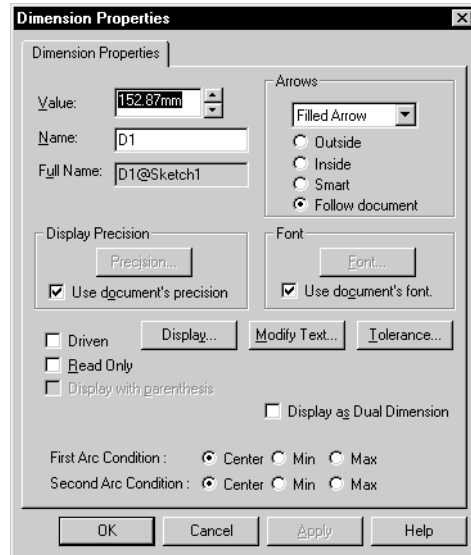 Dimension Properties
Dimension Properties
Value: 152.87mm
Name: D1
Full Name: D1@Sketch1
Arrows
Filled Arrow
Outside
Inside
Smart
Follow document
Display Precision
Precision...
Use document's precision
Font
Font...
Use document's font.
Driven
Read Only
Display with parenthesis
Display... Modify Text... Tolerance...
Display as Dual Dimension
First Arc Condition : Center Min Max
Second Arc Condition : Center Min Max
OK Cancel Apply Help